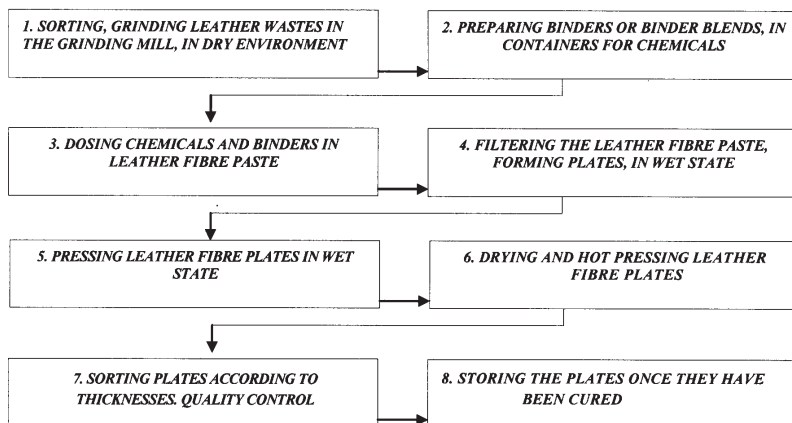 1. SORTING, GRINDING LEATHER WASTES IN
THE GRINDING MILL, IN DRY ENVIRONMENT
2. PREPARING BINDERS OR BINDER BLENDS, IN
CONTAINERS FOR CHEMICALS
3. DOSING CHEMICALS AND BINDERS IN
LEATHER FIBRE PASTE
4. FILTERING THE LEATHER FIBRE PASTE,
FORMING PLATES, IN WET STATE
5. PRESSING LEATHER FIBRE PLATES IN WET
STATE
6. DRYING AND HOT PRESSING LEATHER
FIBRE PLATES
7. SORTING PLATES ACCORDING TO
THICKNESSES. QUALITY CONTROL
8. STORING THE PLATES ONCE THEY HAVE
BEEN CURED